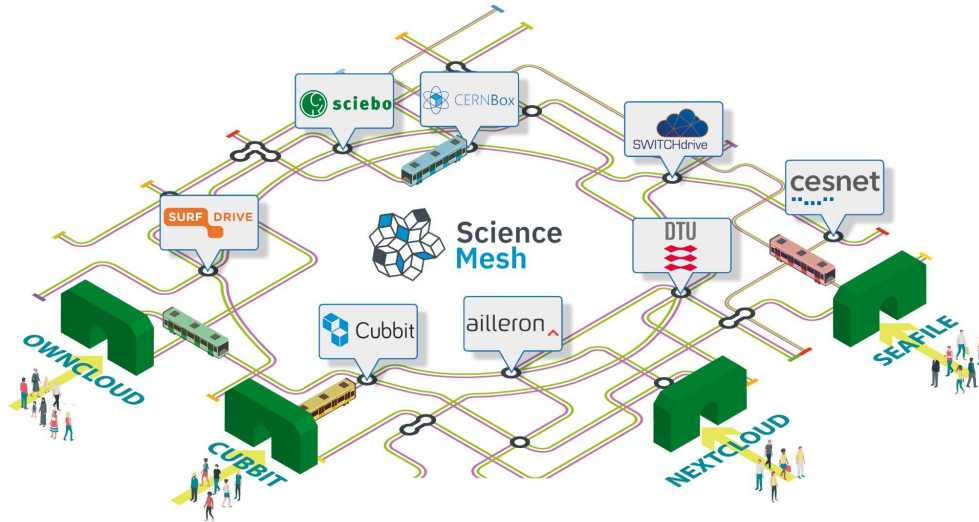 sciebo
CERNBox
SWITCHdrive
cesnet
SURF DRIVE
DTU
Science
Mesh
Cubbit
ailleron
OWNCLOUD
SEAFILE
CUBBIT
NEXTCLOUD